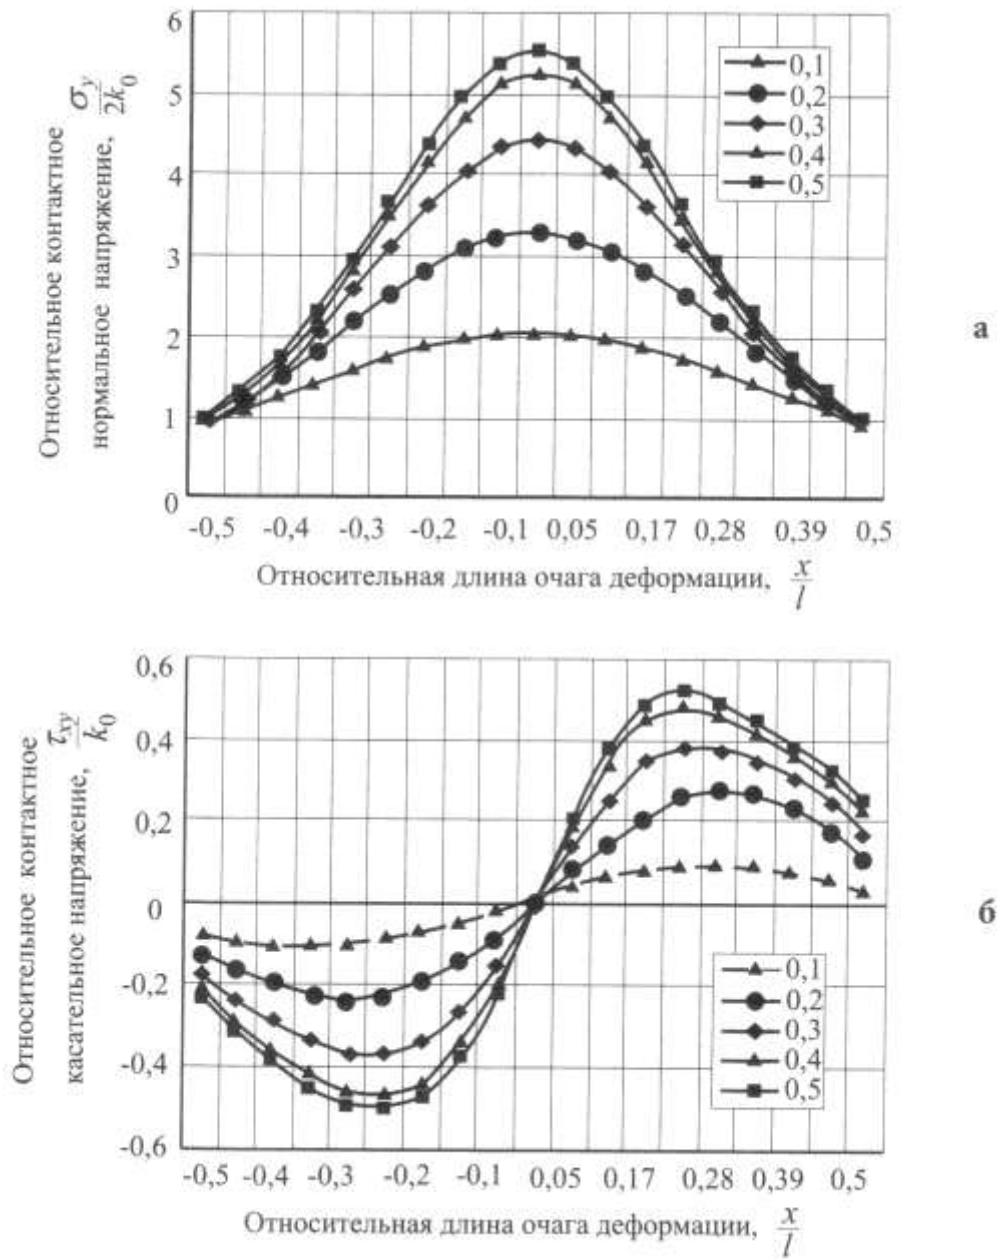 6
5
4
3
2
1
0
Относительное контактное
нормальное напряжение, σy/2k0
0,1
0,2
0,3
0,4
0,5
а
-0,5 -0,4 -0,3 -0,2 -0,1 0,05 0,17 0,28 0,39 0,5
Относительная длина очага деформации, x/l
0,6
0,4
0,2
0
-0,2
-0,4
-0,6
Относительное контактное
касательное напряжение, τxy/k0
0,1
0,2
0,3
0,4
0,5
б
-0,5 -0,4 -0,3 -0,2 -0,1 0,05 0,17 0,28 0,39 0,5
Относительная длина очага деформации, x/l